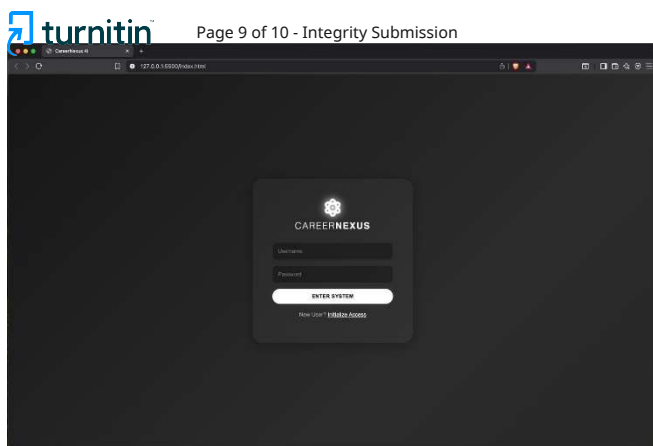 turnitin
Page 9 of 10 - Integrity Submission
CareerNexus AI
127.0.0.1:5500/index.html
CAREERNEXUS
Username
Password
ENTER SYSTEM
New User? Initialize Access